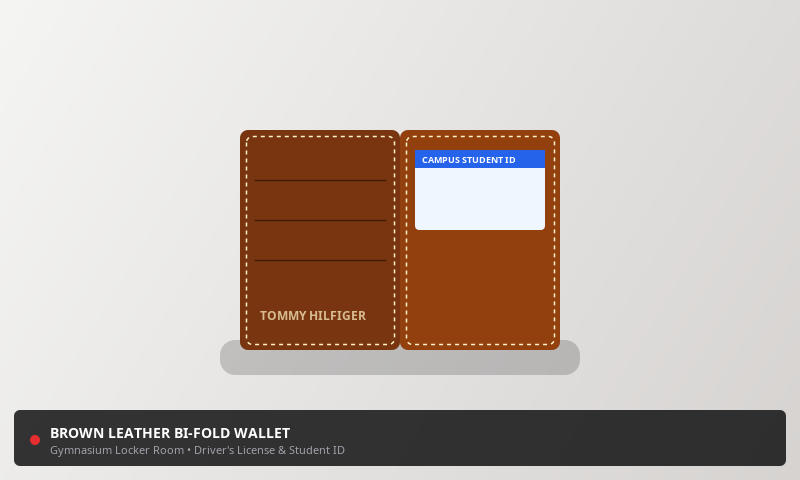 CAMPUS STUDENT ID
TOMMY HILFIGER
BROWN LEATHER BI-FOLD WALLET
Gymnasium Locker Room • Driver's License & Student ID